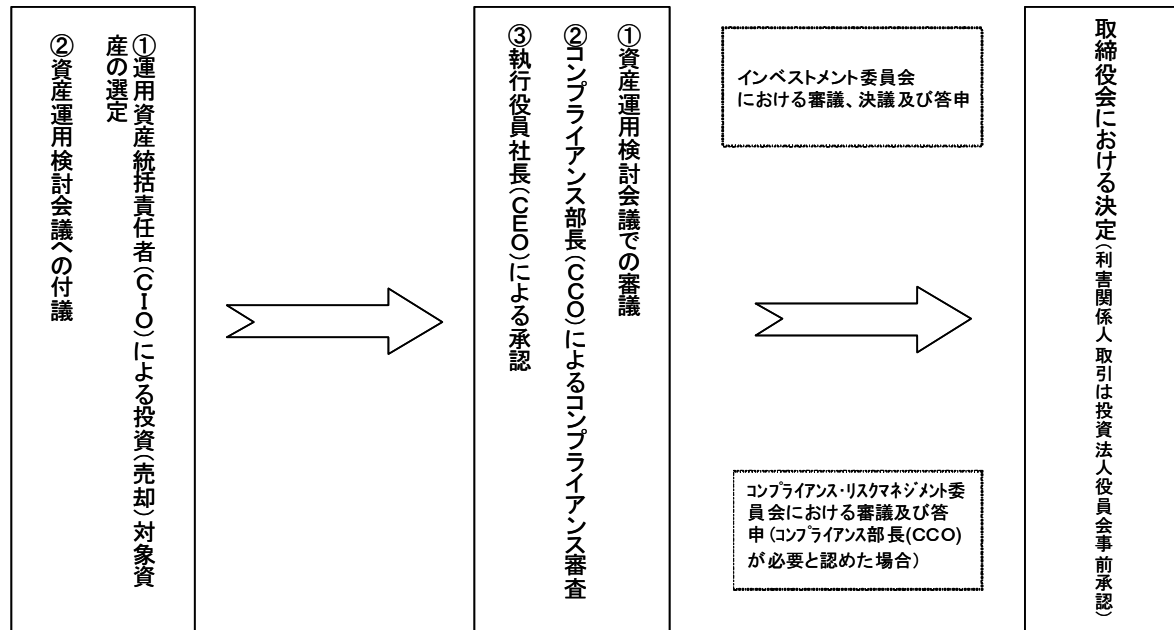 ①運用資産統括責任者(CIO)による投資(売却)対象資
産の選定
②資産運用検討会議への付議
①資産運用検討会議での審議
②コンプライアンス部長(CCO)によるコンプライアンス審査
③執行役員社長(CEO)による承認
インベストメント委員会
における審議、決議及び答申
コンプライアンス・リスクマネジメント委
員会における審議及び答
申(コンプライアンス部長(CCO)
が必要と認めた場合)
取締役会における決定(利害関係人取引は投資法人役員会事前承認)